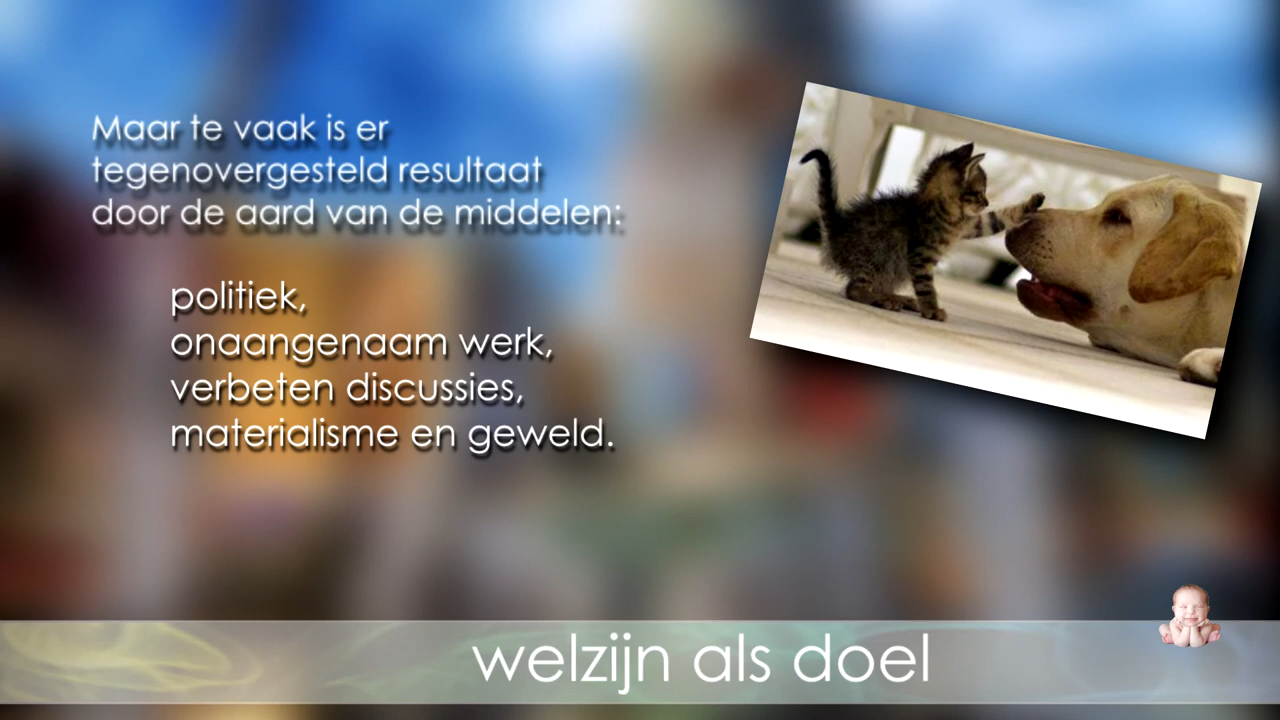 Maar te vaak is er
tegenovergesteld resultaat
door de aard van de middelen:
politiek,
onaangenaam werk,
verbeten discussies,
materialisme en geweld.
welzijn als doel